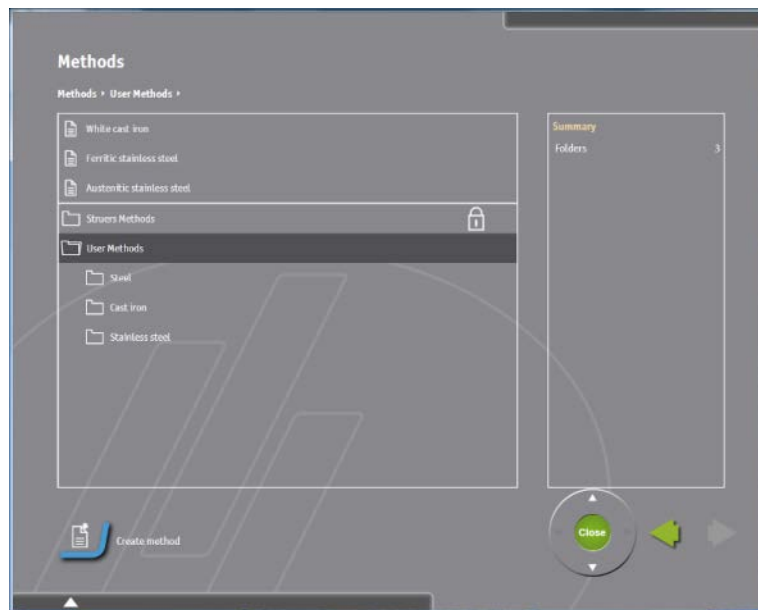 Methods
Methods ‣ User Methods ‣
White cast iron
Ferritic stainless steel
Austenitic stainless steel
Struers Methods
User Methods
Steel
Cast iron
Stainless steel
Summary
Folders 3
Create method
Close